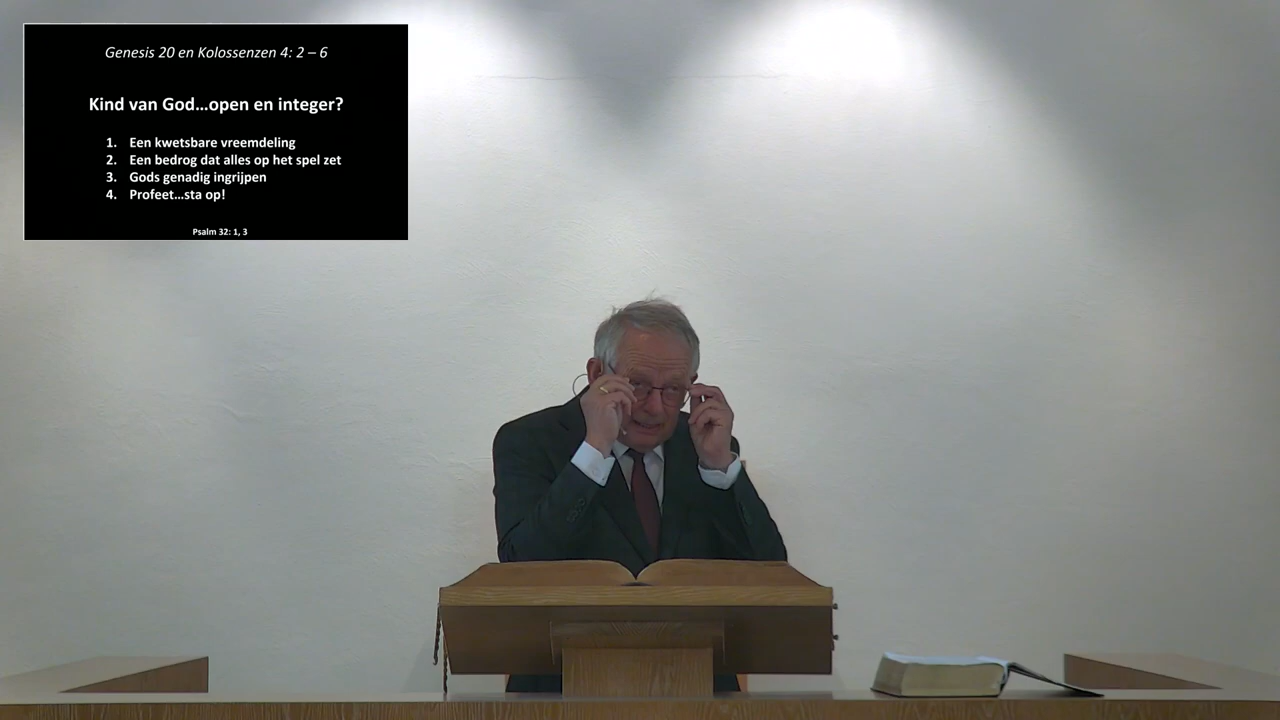 Genesis 20 en Kolossenzen 4: 2 – 6
Kind van God...open en integer?
1. Een kwetsbare vreemdeling
2. Een bedrog dat alles op het spel zet
3. Gods genadig ingrijpen
4. Profeet...sta op!
Psalm 32: 1, 3